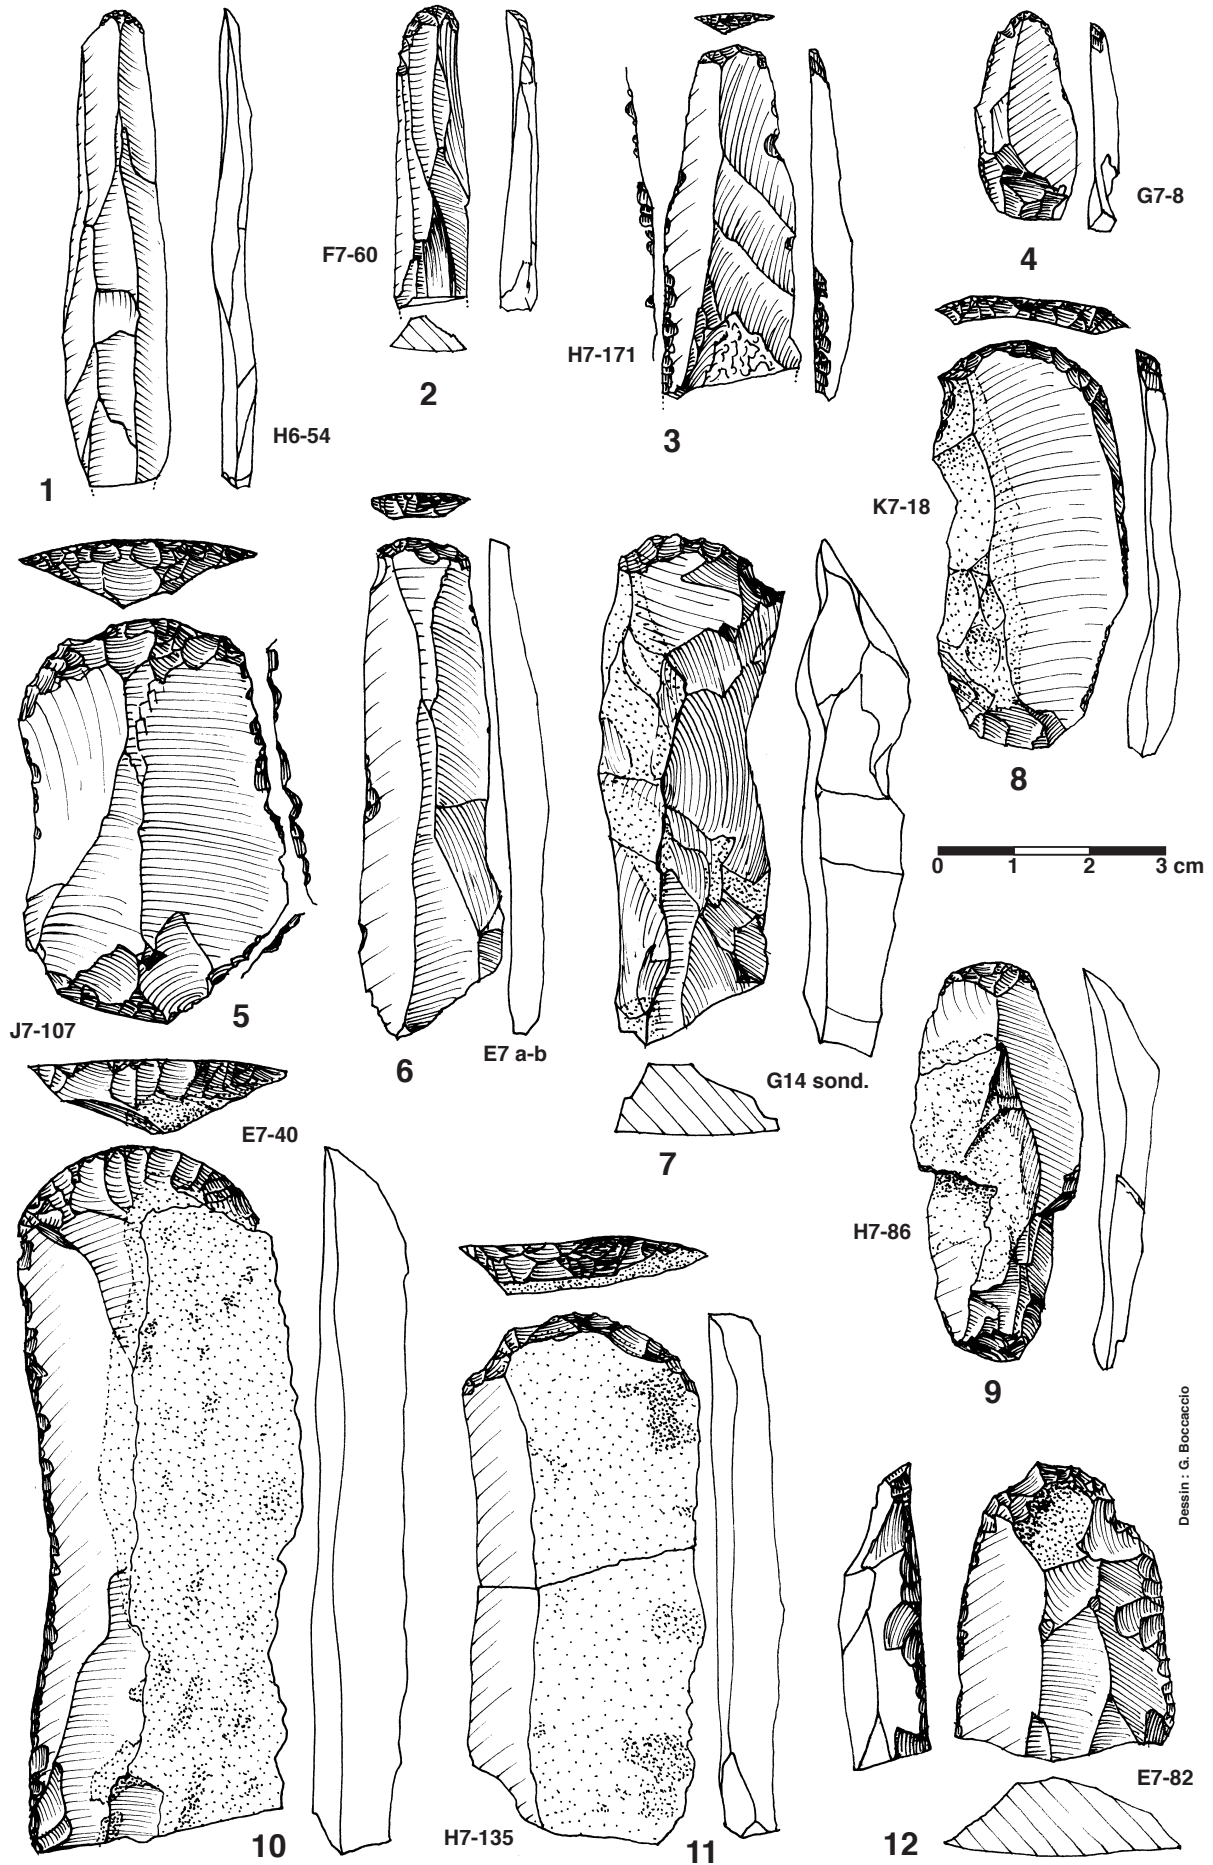 G7-8
4
F7-60
H7-171
2
H6-54
3
1
K7-18
8
0 1 2 3 cm
J7-107
5
6
E7 a-b
G14 sond.
7
E7-40
H7-86
9
Dessin : G. Boccaccio
E7-82
H7-135
10
11
12